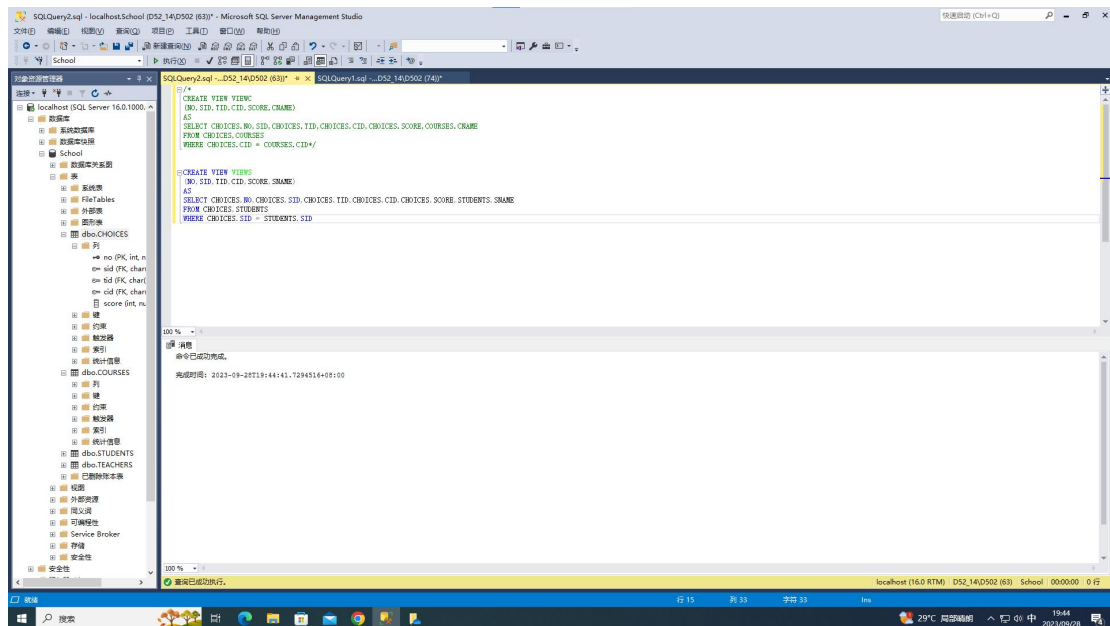 SQLQuery2.sql - localhost.School (D52_14\D502 (63))* - Microsoft SQL Server Management Studio
快速启动 (Ctrl+Q)
文件(F) 编辑(E) 视图(V) 查询(Q) 项目(P) 工具(T) 窗口(W) 帮助(H)
新建查询(N)
School 执行(X)
对象资源管理器
连接
localhost (SQL Server 16.0.1000.
数据库
系统数据库
数据库快照
School
数据库关系图
表
系统表
FileTables
外部表
图形表
dbo.CHOICES
列
no (PK, int, n
sid (FK, char(
tid (FK, char(
cid (FK, char(
score (int, nu
键
约束
触发器
索引
统计信息
dbo.COURSES
列
键
约束
触发器
索引
统计信息
dbo.STUDENTS
dbo.TEACHERS
已删除账本表
视图
外部资源
同义词
可编程性
Service Broker
存储
安全性
安全性
SQLQuery2.sql -...D52_14\D502 (63))* SQLQuery1.sql -...D52_14\D502 (74))*
/*
CREATE VIEW VIEWC
(NO,SID,TID,CID,SCORE,CNAME)
AS
SELECT CHOICES.NO,SID,CHOICES,TID,CHOICES.CID,CHOICES.SCORE,COURSES.CNAME
FROM CHOICES,COURSES
WHERE CHOICES.CID = COURSES.CID*/
CREATE VIEW VIEWS
(NO,SID,TID,CID,SCORE,SNAME)
AS
SELECT CHOICES.NO,CHOICES.SID,CHOICES.TID,CHOICES.CID,CHOICES.SCORE,STUDENTS.SNAME
FROM CHOICES,STUDENTS
WHERE CHOICES.SID = STUDENTS.SID
100 %
消息
命令已成功完成。
完成时间: 2023-09-28T19:44:41.7294516+08:00
100 %
查询已成功执行。 localhost (16.0 RTM) D52_14\D502 (63) School 00:00:00 0 行
就绪 行 15 列 33 字符 33 Ins
搜索 29°C 局部晴朗 中 19:44
2023/09/28